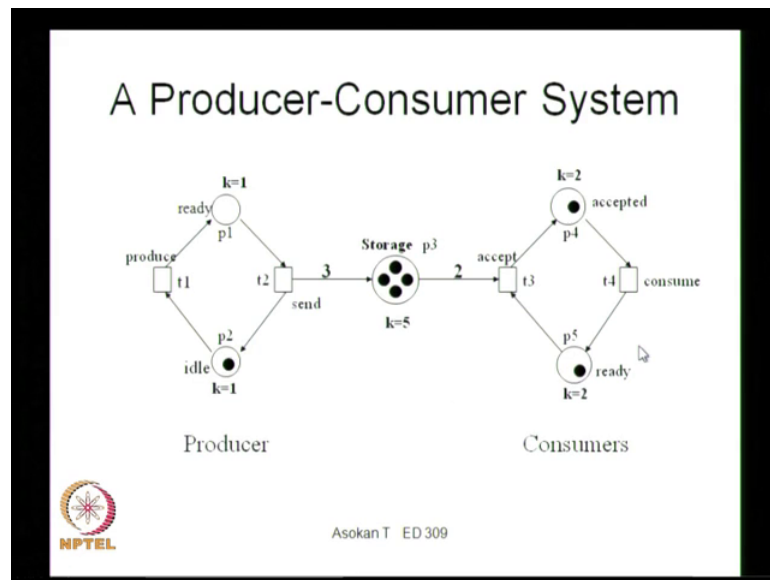 A Producer-Consumer System
k=1
ready
p1
produce
t1
t2
3
send
p2
idle
k=1
Producer
Storage p3
k=5
2
k=2
accepted
p4
accept
t3
t4
consume
p5
ready
k=2
Consumers
NPTEL
Asokan T ED 309